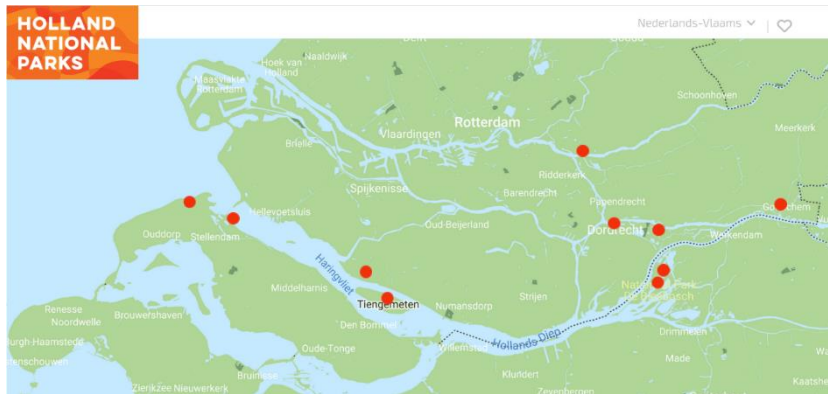 HOLLAND
NATIONAL
PARKS
Nederlands-Vlaams
Naaldwijk
Hoek van
Holland
Maasvlakte
Rotterdam
Schoonhoven
Rotterdam
Vlaardingen
Meerkerk
Brielle
Ridderkerk
Spijkenisse
Barendrecht
Papendrecht
Hellevoetsluis
Oud-Beijerland
Dordrecht
Werkendam
Ouddorp
Stellendam
Haringvliet
Middelharnis
Tiengemeten
Numansdorp
Strijen
Renesse
Noordwelle
Brouwershaven
Den Bommel
Hollands Diep
Drimmelen
Oude-Tonge
Willemstad
Made
Klundert
Bruinisse
Zierikzee Nieuwerkerk
Zevenbergen